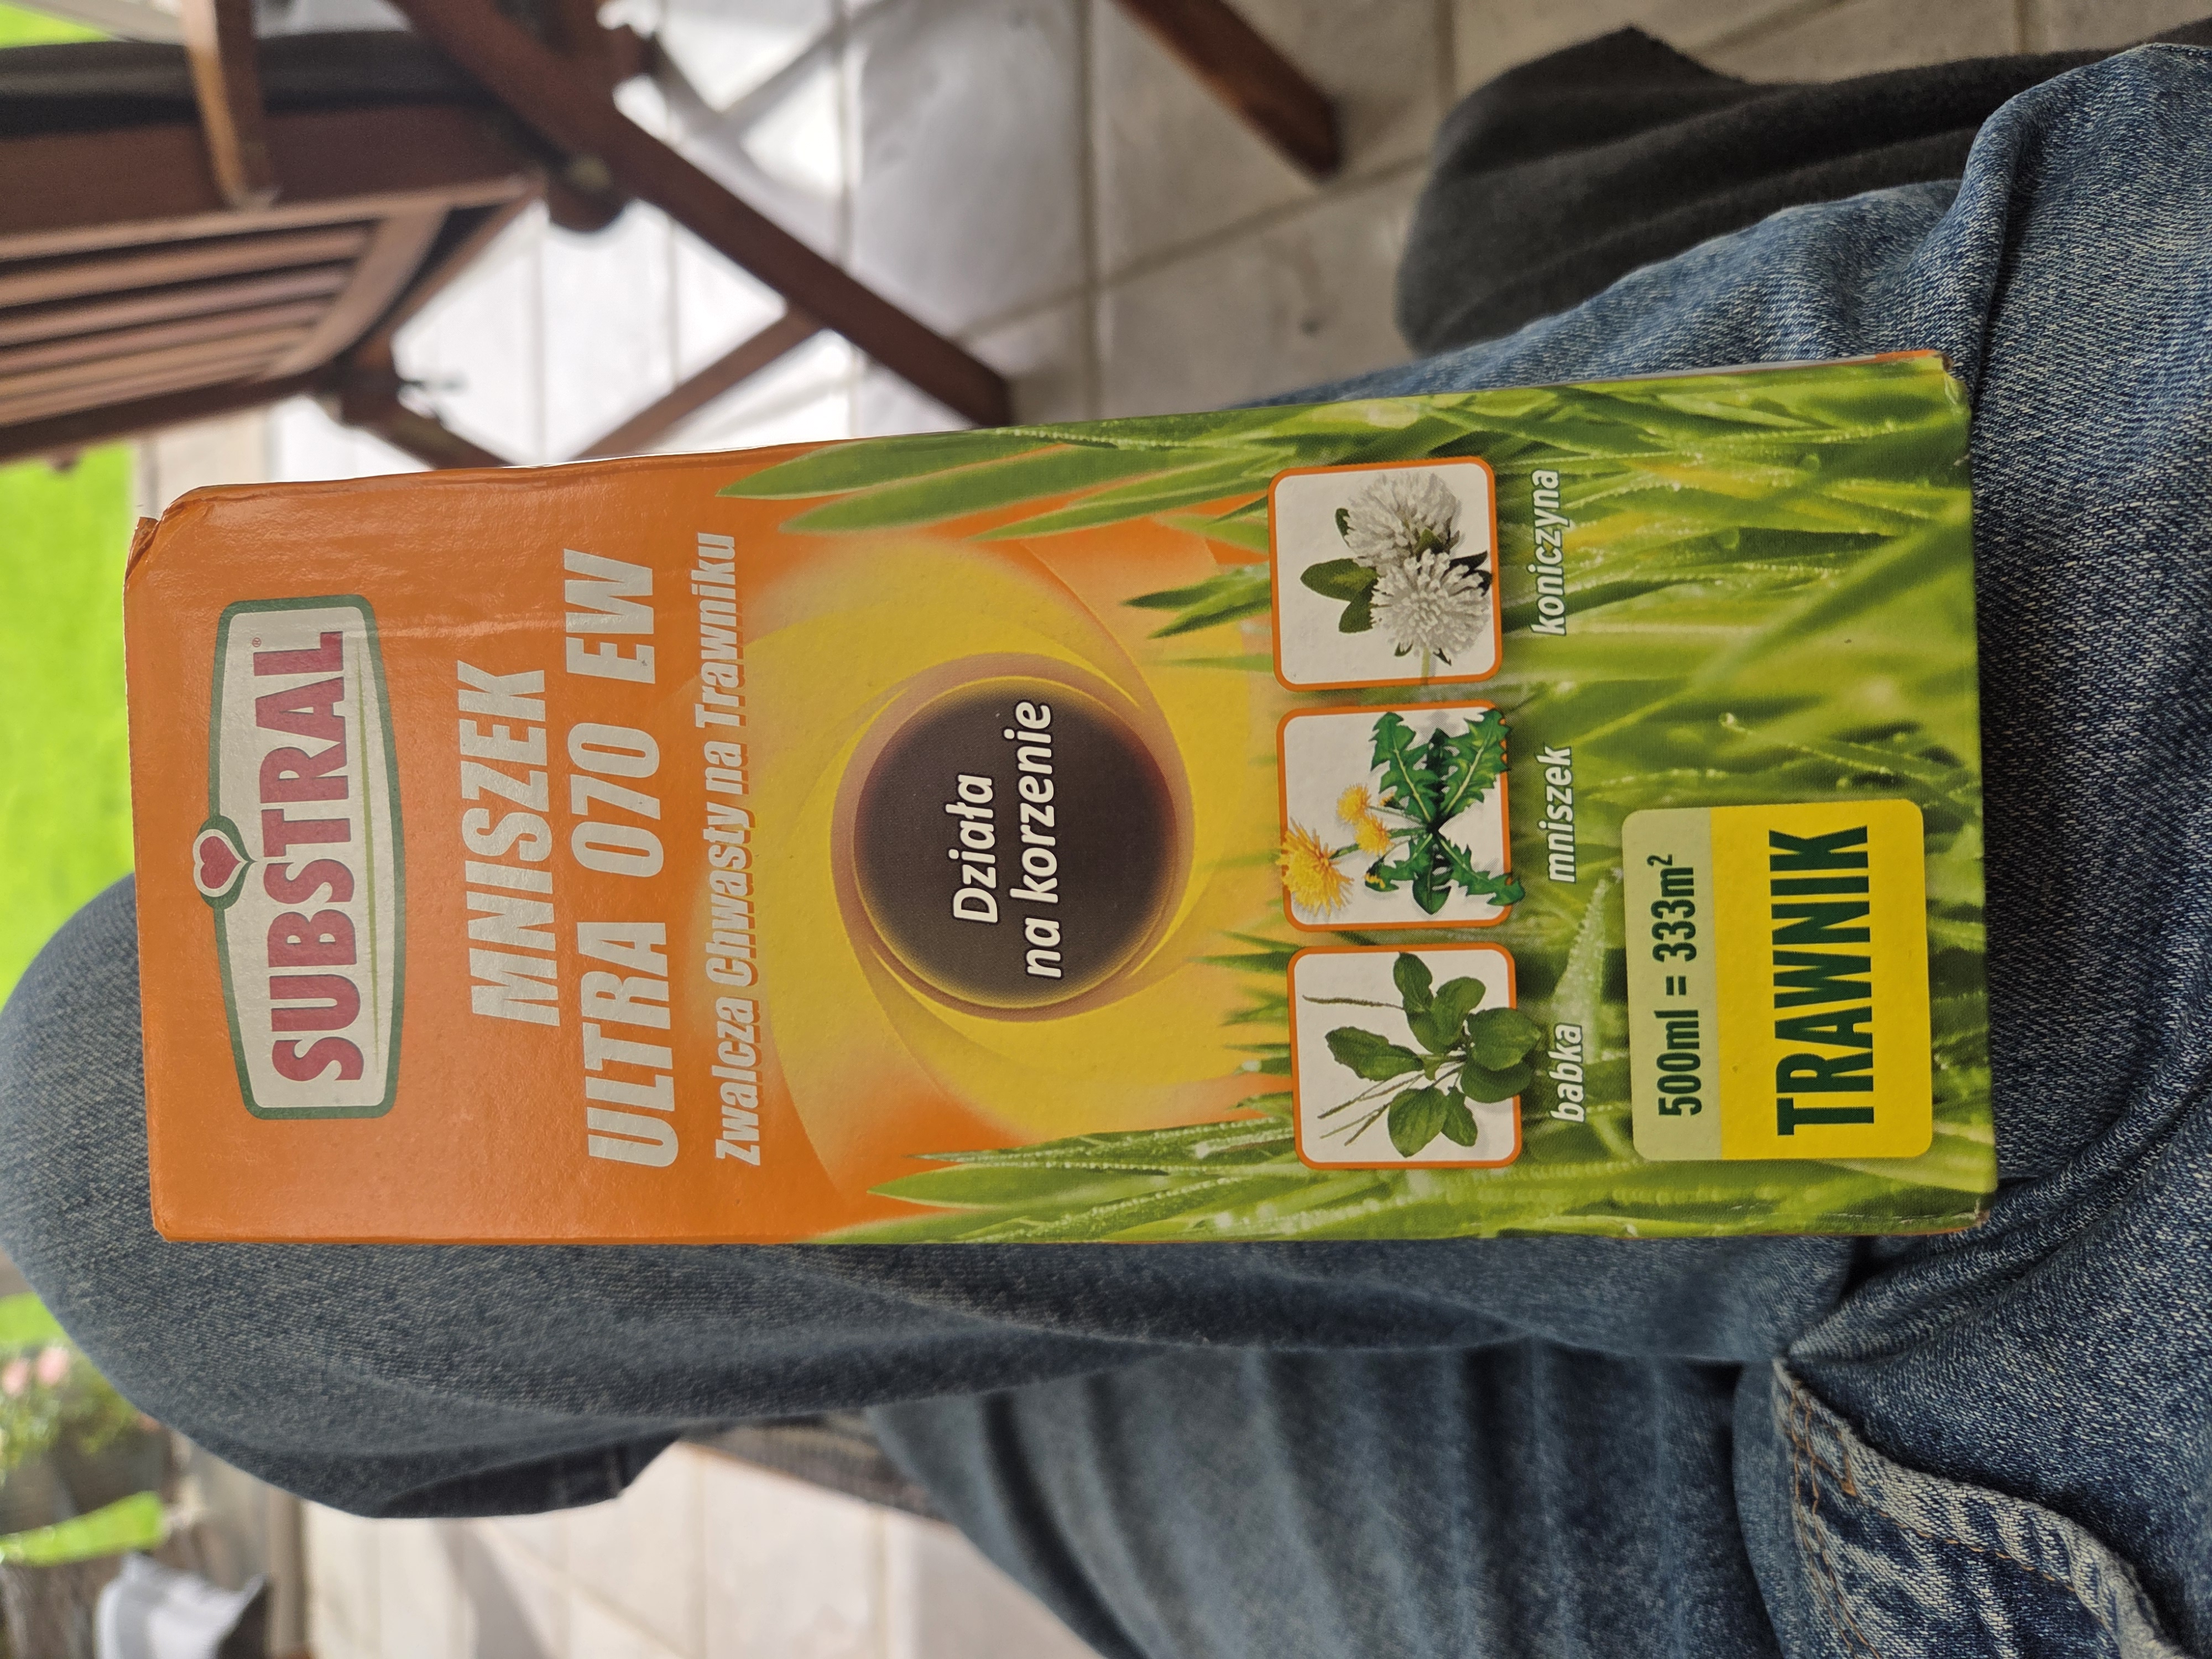 SUBSTRAL®
MNISZEK
ULTRA 070 EW
Zwalcza Chwasty na Trawniku
Działa
na korzenie
babka mniszek koniczyna
500ml = 333m²
TRAWNIK